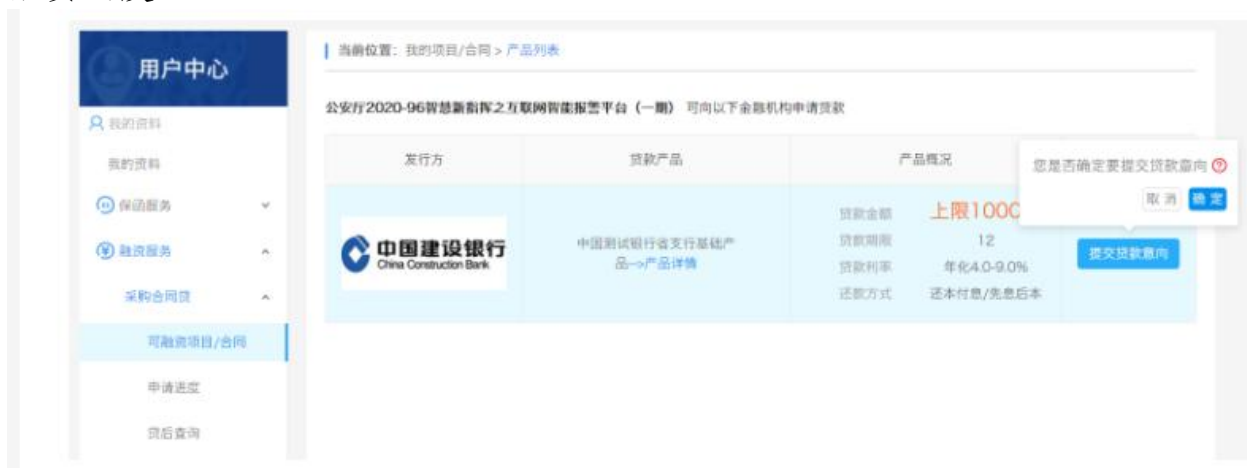 用户中心
我的资料
我的资料
保函服务
融资服务
采购合同贷
可融资项目/合同
申请进度
贷后查询
当前位置：我的项目/合同 > 产品列表
公安厅2020-96智慧新指挥之互联网智能报警平台（一期） 可向以下金融机构申请贷款
发行方 贷款产品 产品概况
您是否确定要提交贷款意向
取消 确定
中国建设银行
China Construction Bank
中国测试银行省支行基础产
品-->产品详情
贷款金额 上限1000
贷款期限 12
贷款利率 年化4.0-9.0%
还款方式 还本付息/先息后本
提交贷款意向